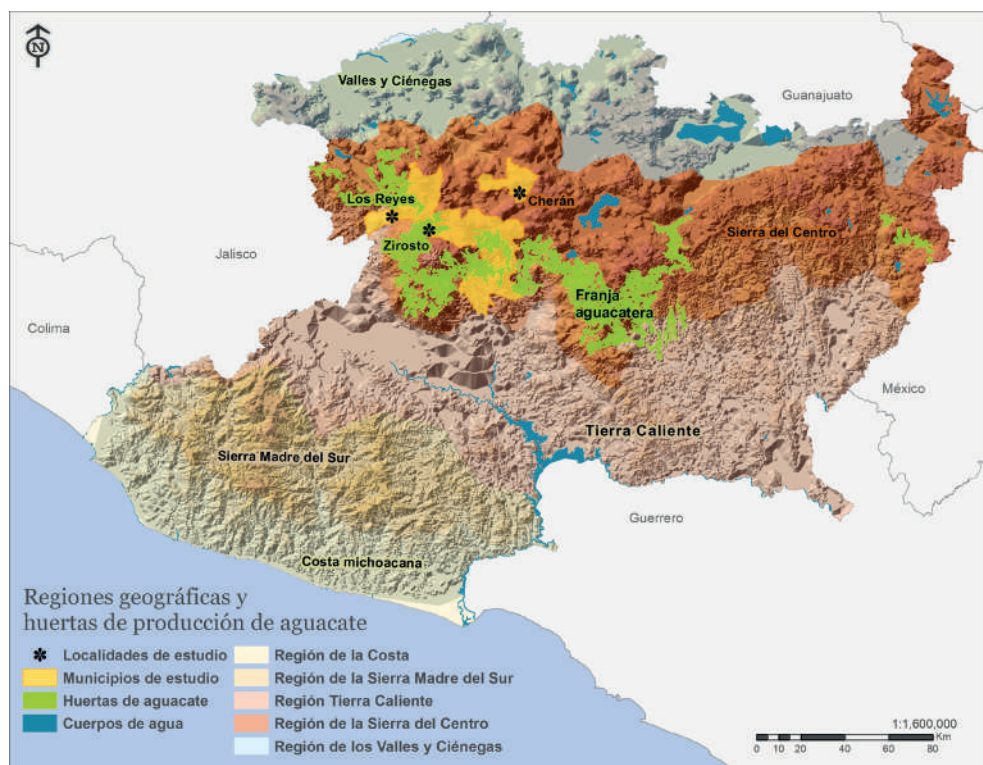 N
Valles y Ciénegas
Guanajuato
Los Reyes
Cherán
Zirosto
Sierra del Centro
Jalisco
Franja
aguacatera
Colima
México
Tierra Caliente
Sierra Madre del Sur
Guerrero
Costa michoacana
Regiones geográficas y
huertas de producción de aguacate
Localidades de estudio
Municipios de estudio
Huertas de aguacate
Cuerpos de agua
Región de la Costa
Región de la Sierra Madre del Sur
Región Tierra Caliente
Región de la Sierra del Centro
Región de los Valles y Ciénegas
1:1,600,000
Km
0 5 10 20 40 60 80